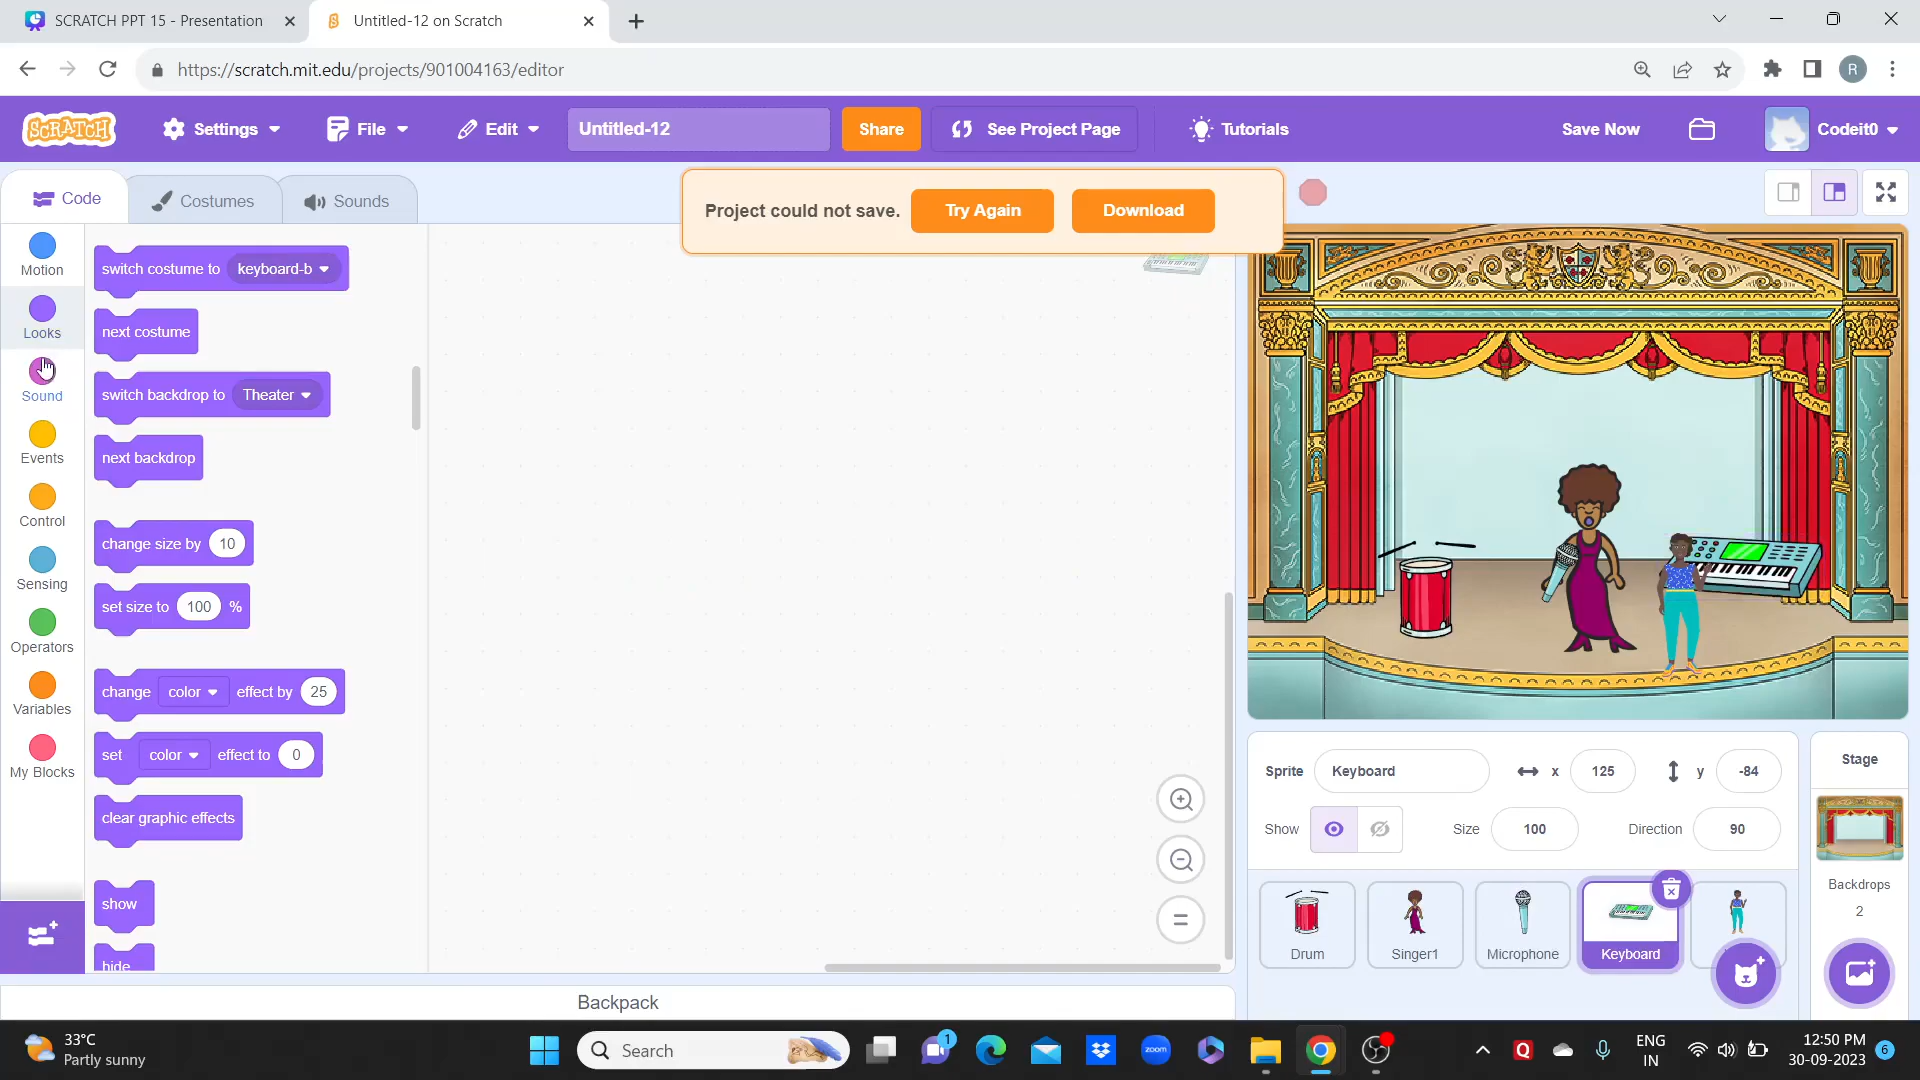 SCRATCH PPT 15 - Presentation
Untitled-12 on Scratch
https://scratch.mit.edu/projects/901004163/editor
R
SCRATCH
Settings
File
Edit
Untitled-12
Share
See Project Page
Tutorials
Save Now
Codeit0
Code
Costumes
Sounds
Project could not save.
Try Again
Download
Motion
Looks
Sound
Events
Control
Sensing
Operators
Variables
My Blocks
switch costume to keyboard-b
next costume
switch backdrop to Theater
next backdrop
change size by 10
set size to 100 %
change color effect by 25
set color effect to 0
clear graphic effects
show
hide
Backpack
Sprite Keyboard x 125 y -84
Show Size 100 Direction 90
Drum
Singer1
Microphone
Keyboard
Stage
Backdrops
2
33°C
Partly sunny
Search
1
zoom
Q
ENG
IN
12:50 PM
30-09-2023
6